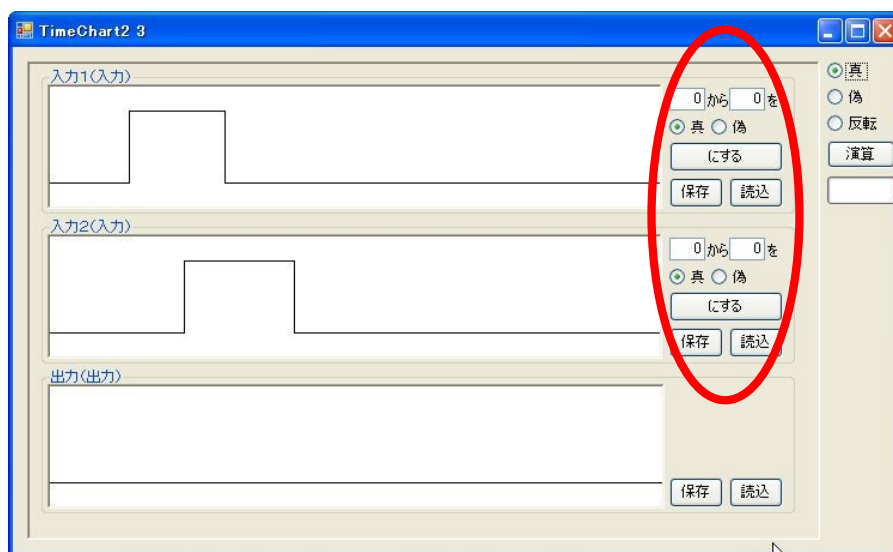 TimeChart2 3
入力1(入力)
0 から 0 を
真 偽
にする
保存 読込
入力2(入力)
0 から 0 を
真 偽
にする
保存 読込
出力(出力)
保存 読込
真
偽
反転
演算